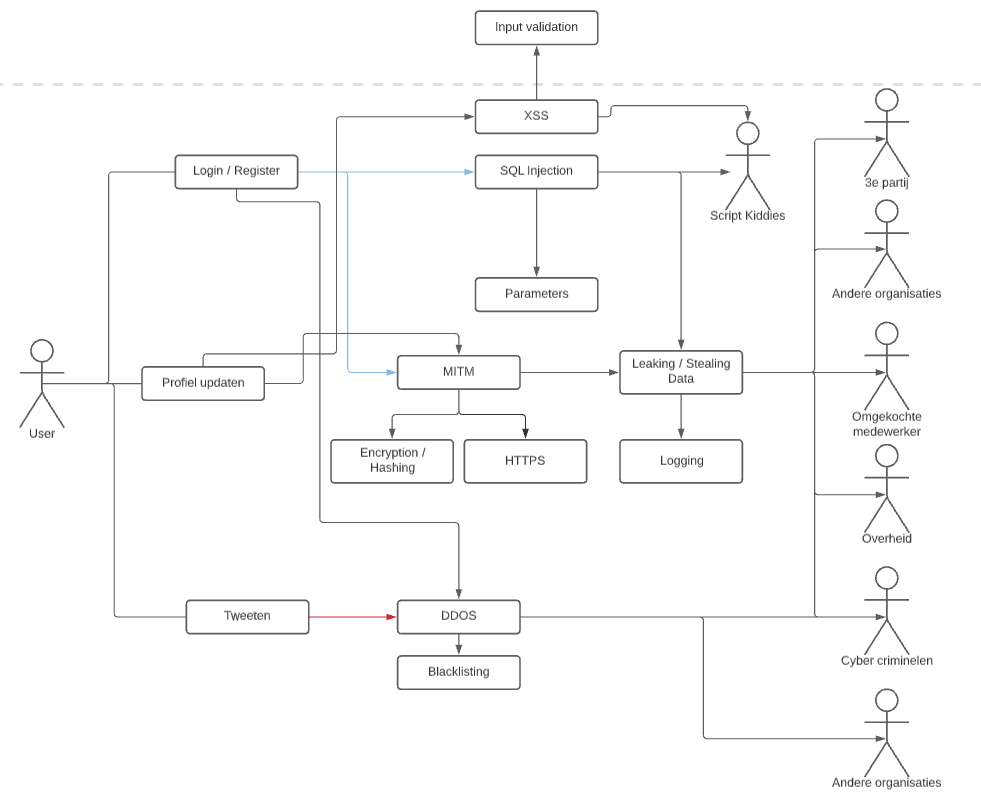 Input validation
XSS
Login / Register
SQL Injection
3e partij
Script Kiddies
Parameters
Andere organisaties
User
Profiel updaten
MITM
Leaking / Stealing
Data
Omgekochte
medewerker
Encryption /
Hashing
HTTPS
Logging
Overheid
Tweeten
DDOS
Blacklisting
Cyber criminelen
Andere organisaties